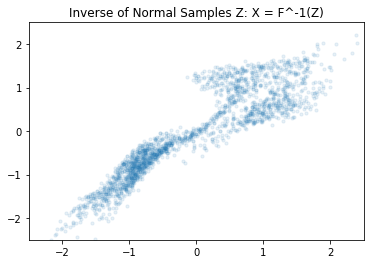 Inverse of Normal Samples Z: X = F^-1(Z)
2
1
0
−1
−2
−2 −1 0 1 2